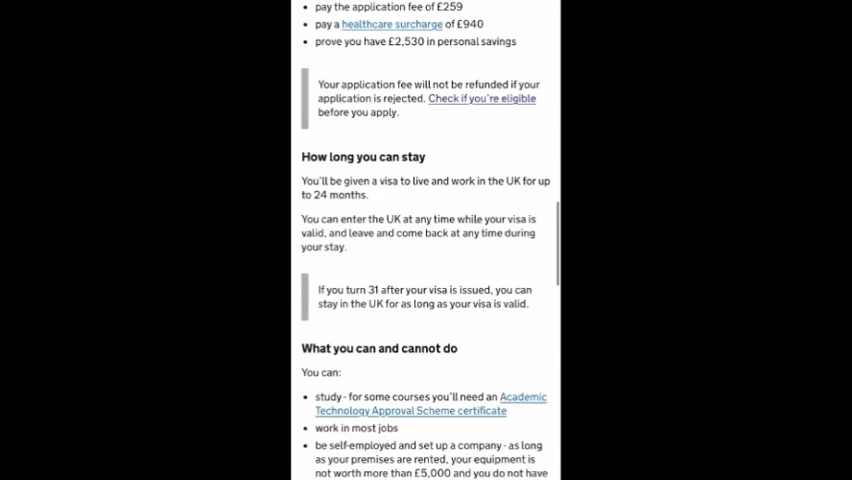 pay the application fee of £259
pay a healthcare surcharge of £940
prove you have £2,530 in personal savings
Your application fee will not be refunded if your
application is rejected. Check if you're eligible
before you apply.
How long you can stay
You'll be given a visa to live and work in the UK for up
to 24 months.
You can enter the UK at any time while your visa is
valid, and leave and come back at any time during
your stay.
If you turn 31 after your visa is issued, you can
stay in the UK for as long as your visa is valid.
What you can and cannot do
You can:
study - for some courses you'll need an Academic
Technology Approval Scheme certificate
work in most jobs
be self-employed and set up a company - as long
as your premises are rented, your equipment is
not worth more than £5,000 and you do not have